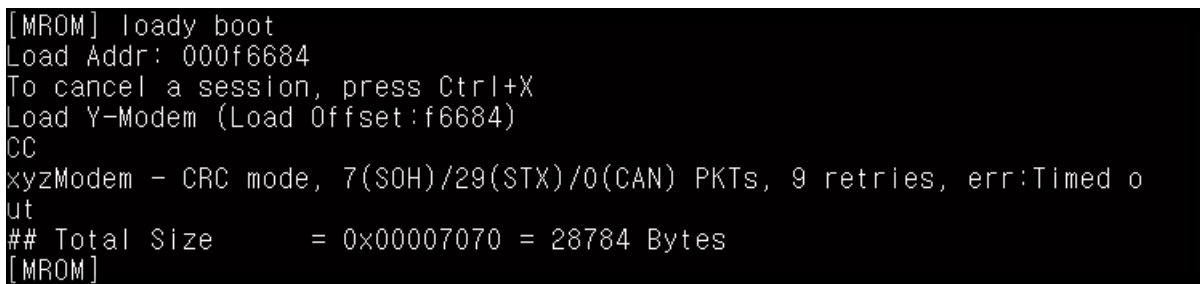 [MROM] loady boot
Load Addr: 000f6684
To cancel a session, press Ctrl+X
Load Y-Modem (Load Offset:f6684)
CC
xyzModem - CRC mode, 7(SOH)/29(STX)/0(CAN) PKTs, 9 retries, err:Timed o
ut
## Total Size      = 0x00007070 = 28784 Bytes
[MROM]